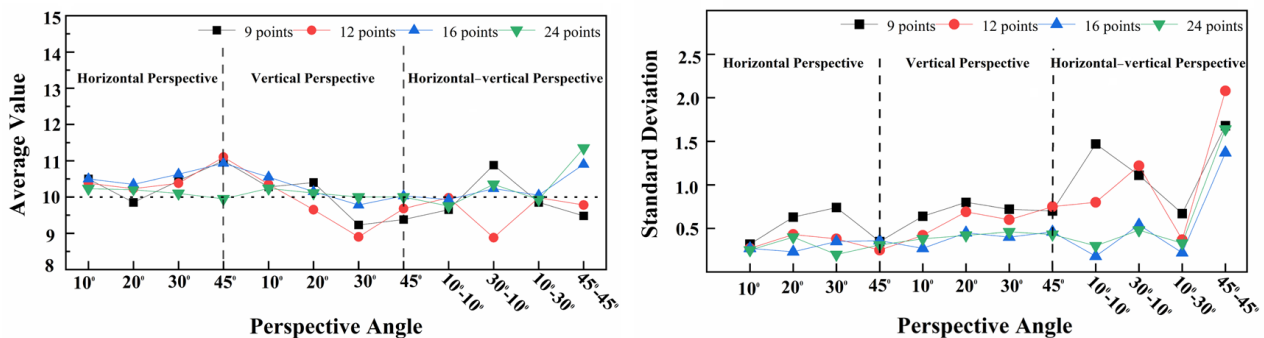 15
14
13
12
11
10
9
8
Average Value
9 points
12 points
16 points
24 points
Horizontal Perspective
Vertical Perspective
Horizontal-vertical Perspective
10°
20°
30°
45°
10°
20°
30°
45°
10°-10°
30°-10°
10°-30°
45°-45°
Perspective Angle
2.5
2.0
1.5
1.0
0.5
Standard Deviation
9 points
12 points
16 points
24 points
Horizontal Perspective
Vertical Perspective
Horizontal-vertical Perspective
10°
20°
30°
45°
10°
20°
30°
45°
10°-10°
30°-10°
10°-30°
45°-45°
Perspective Angle